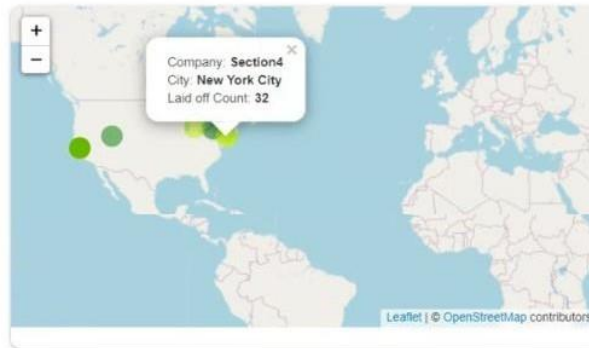 +
−
×
Company: Section4
City: New York City
Laid off Count: 32
Leaflet | © OpenStreetMap contributors